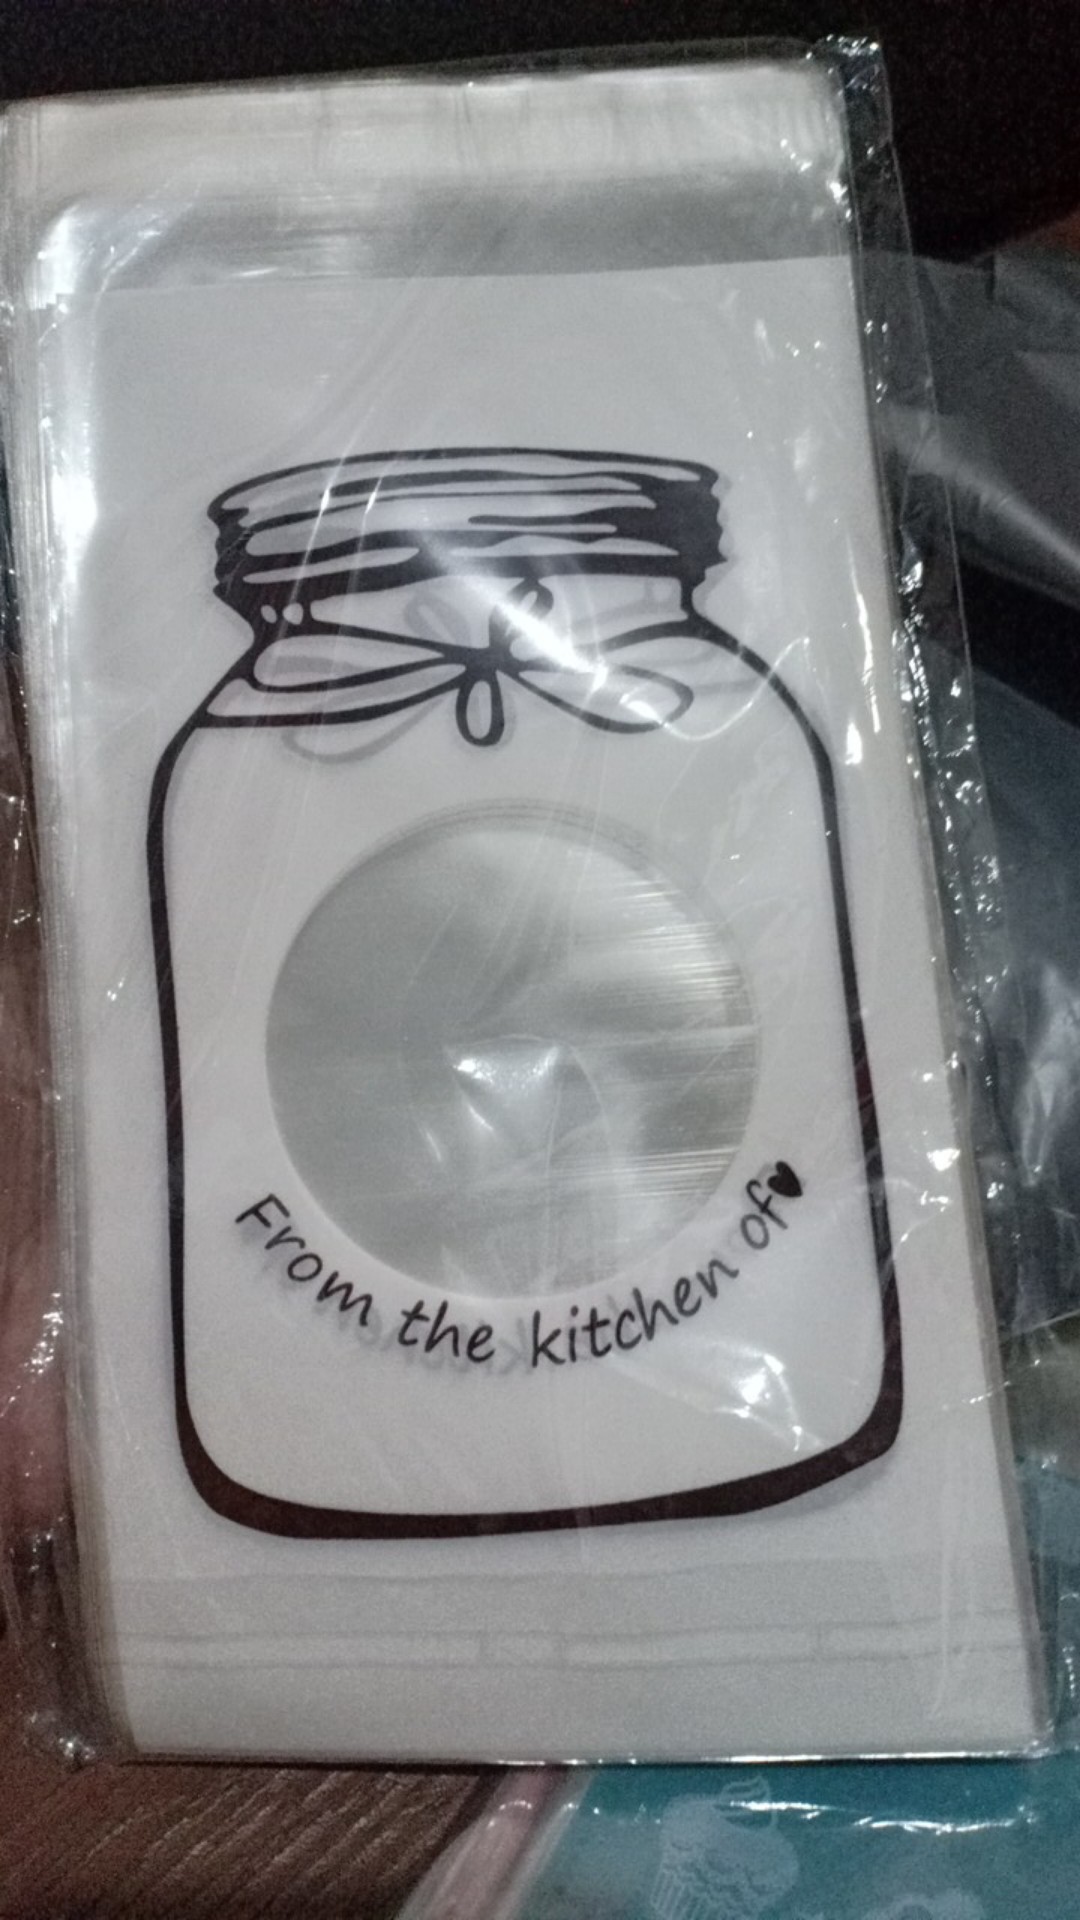 From the kitchen of♥